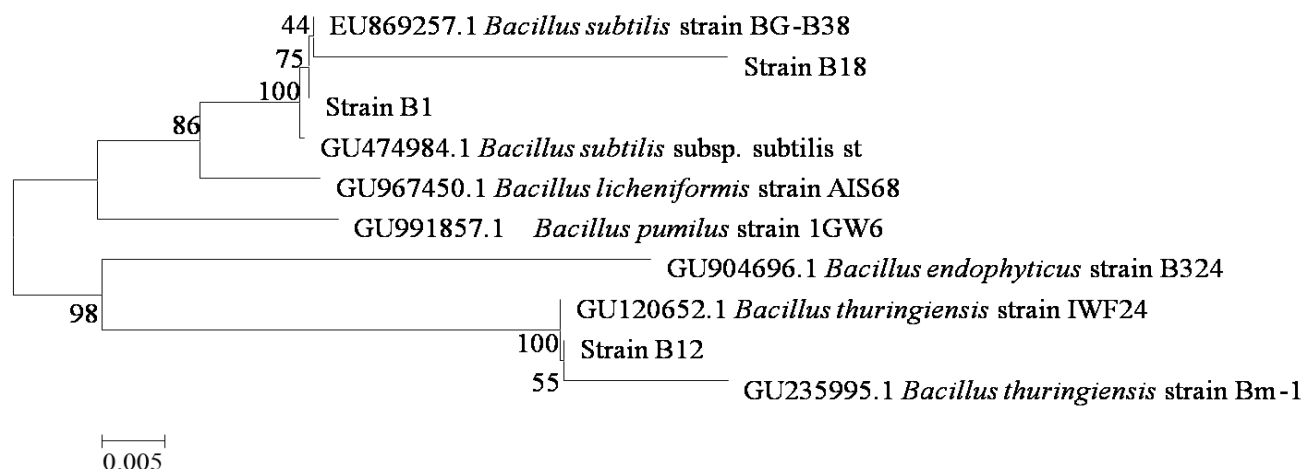 44 EU869257.1 Bacillus subtilis strain BG-B38
75
Strain B18
100
Strain B1
86
GU474984.1 Bacillus subtilis subsp. subtilis st
GU967450.1 Bacillus licheniformis strain AIS68
GU991857.1 Bacillus pumilus strain 1GW6
GU904696.1 Bacillus endophyticus strain B324
98
GU120652.1 Bacillus thuringiensis strain IWF24
100
Strain B12
55
GU235995.1 Bacillus thuringiensis strain Bm-1
0.005